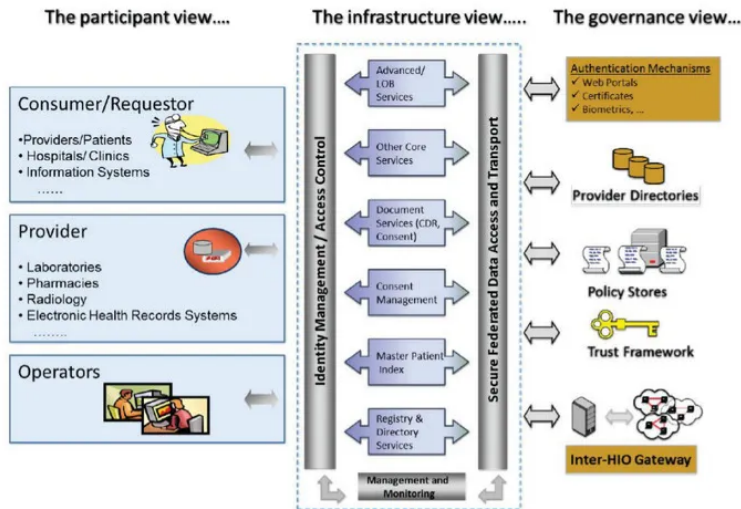 The participant view....
The infrastructure view.....
The governance view...
Consumer/Requestor
•Providers/Patients
• Hospitals/ Clinics
• Information Systems
......
Provider
• Laboratories
• Pharmacies
• Radiology
• Electronic Health Records Systems
........
Operators
Identity Management / Access Control
Advanced/
LOB
Services
Other Core
Services
Document
Services (CDR,
Consent)
Consent
Management
Master Patient
Index
Registry &
Directory
Services
Secure Federated Data Access and Transport
Management and
Monitoring
Authentication Mechanisms
✓ Web Portals
✓ Certificates
✓ Biometrics, ...
Provider Directories
Policy Stores
Trust Framework
Inter-HIO Gateway